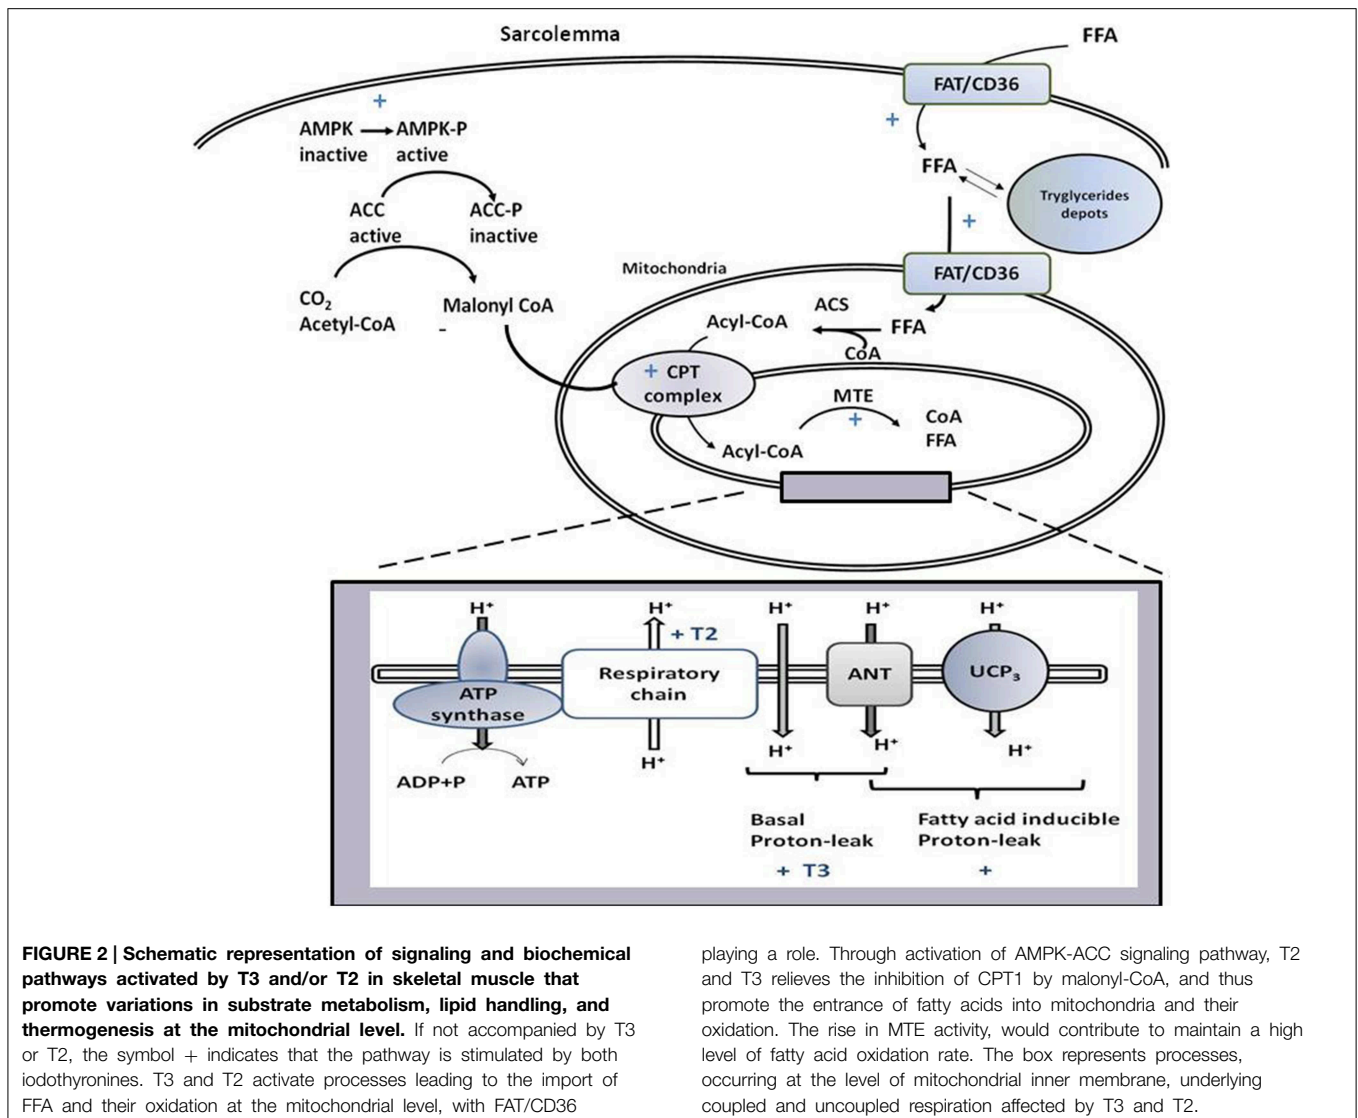 Sarcolemma
FFA
FAT/CD36
+
+
AMPK
inactive
AMPK-P
active
FFA
Tryglycerides
depots
ACC
active
ACC-P
inactive
+
Mitochondria
FAT/CD36
CO2
Acetyl-CoA
-
Malonyl CoA
ACS
Acyl-CoA
FFA
CoA
+ CPT
complex
MTE
+
CoA
FFA
Acyl-CoA
H+
H+
+ T2
H+
H+
H+
ATP
synthase
Respiratory
chain
ANT
UCP3
H+
H+
H+
H+
ADP+P
ATP
Basal
Proton-leak
+ T3
Fatty acid inducible
Proton-leak
+
FIGURE 2 | Schematic representation of signaling and biochemical
pathways activated by T3 and/or T2 in skeletal muscle that
promote variations in substrate metabolism, lipid handling, and
thermogenesis at the mitochondrial level. If not accompanied by T3
or T2, the symbol + indicates that the pathway is stimulated by both
iodothyronines. T3 and T2 activate processes leading to the import of
FFA and their oxidation at the mitochondrial level, with FAT/CD36
playing a role. Through activation of AMPK-ACC signaling pathway, T2
and T3 relieves the inhibition of CPT1 by malonyl-CoA, and thus
promote the entrance of fatty acids into mitochondria and their
oxidation. The rise in MTE activity, would contribute to maintain a high
level of fatty acid oxidation rate. The box represents processes,
occurring at the level of mitochondrial inner membrane, underlying
coupled and uncoupled respiration affected by T3 and T2.